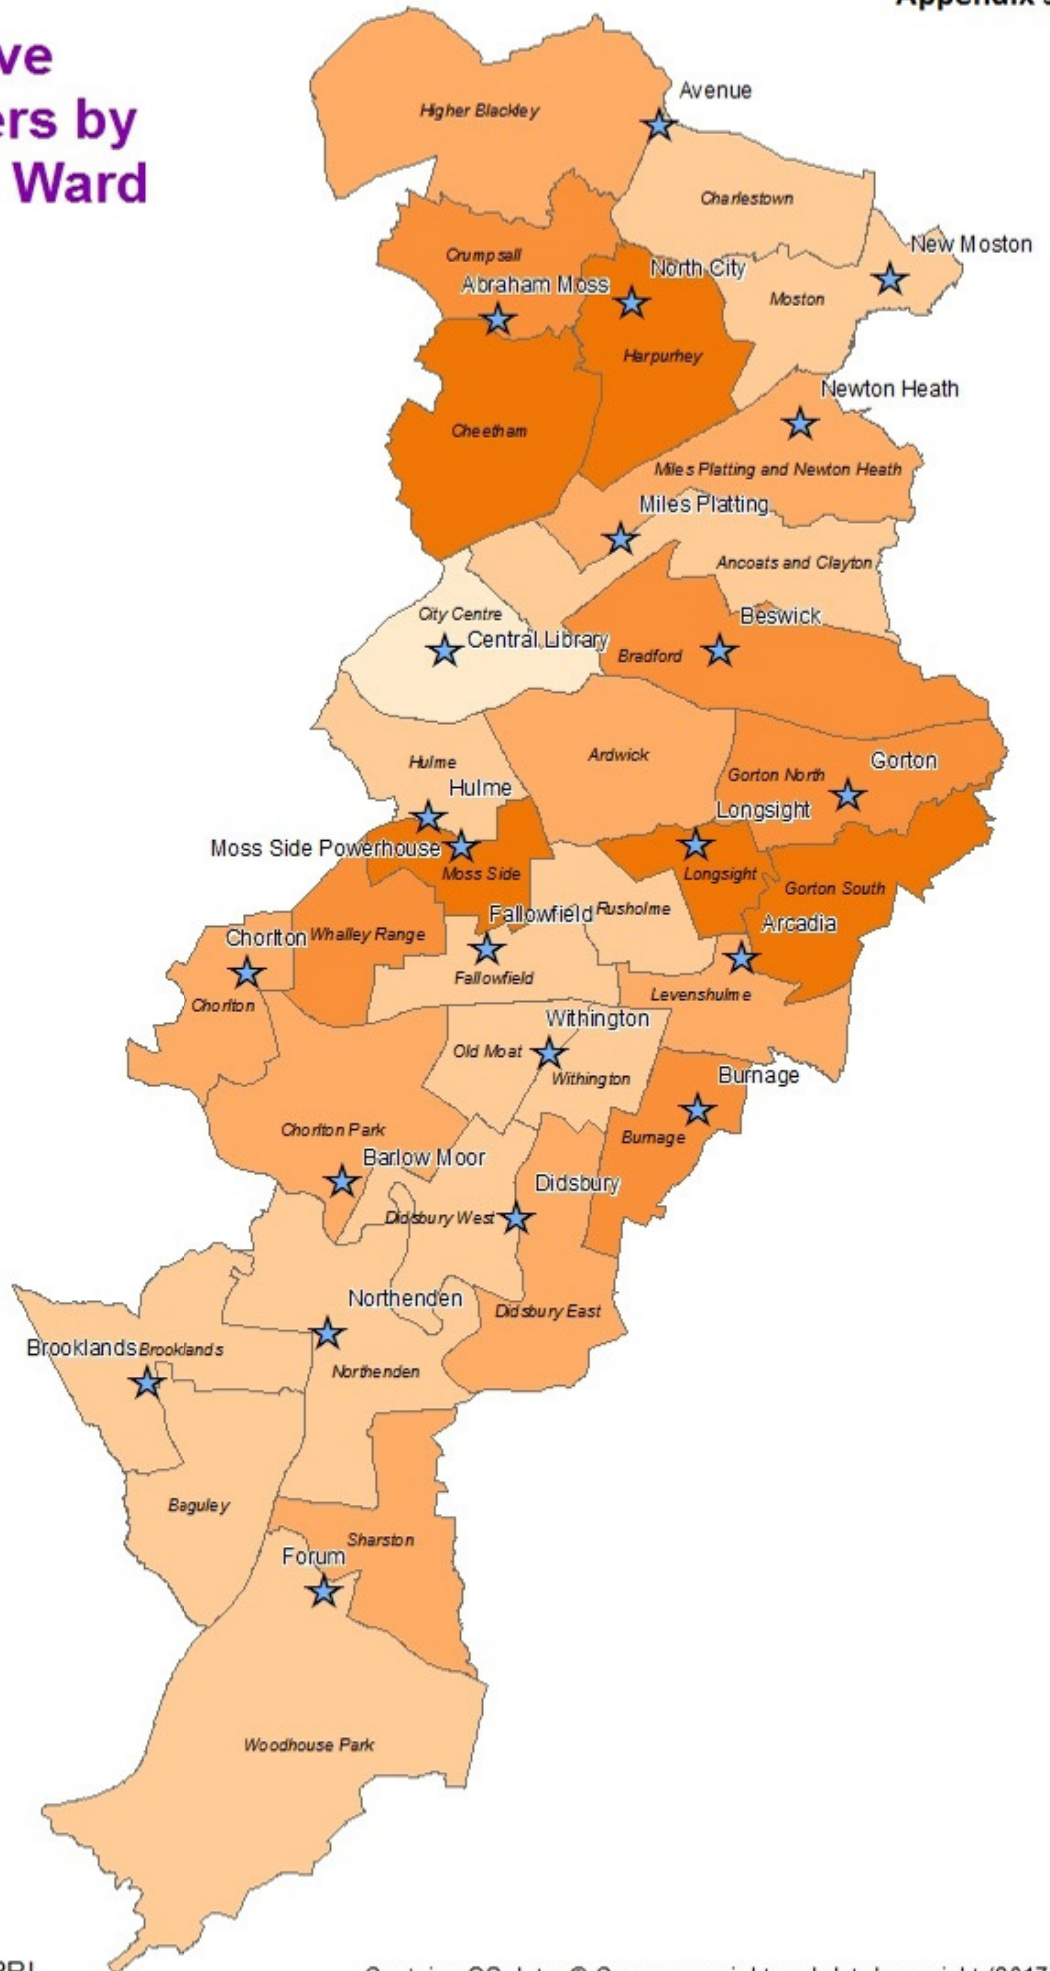 Appendix
ve
ers by
Ward
Higher Blackley
Avenue
Charlestown
New Moston
Crumpsall
North City
Abraham Moss
Moston
Harpurhey
Newton Heath
Cheetham
Miles Platting and Newton Heath
Miles Platting
Ancoats and Clayton
City Centre
Beswick
Central Library
Bradford
Ardwick
Hulme
Gorton
Gorton North
Hulme
Longsight
Moss Side Powerhouse
Moss Side
Longsight
Gorton South
Fallowfield
Rusholme
Arcadia
Chorlton
Whalley Range
Fallowfield
Levenshulme
Chorlton
Withington
Old Moat
Withington
Burnage
Chorlton Park
Burnage
Barlow Moor
Didsbury
Didsbury West
Northenden
Didsbury East
Brooklands
Brooklands
Northenden
Baguley
Sharston
Forum
Woodhouse Park